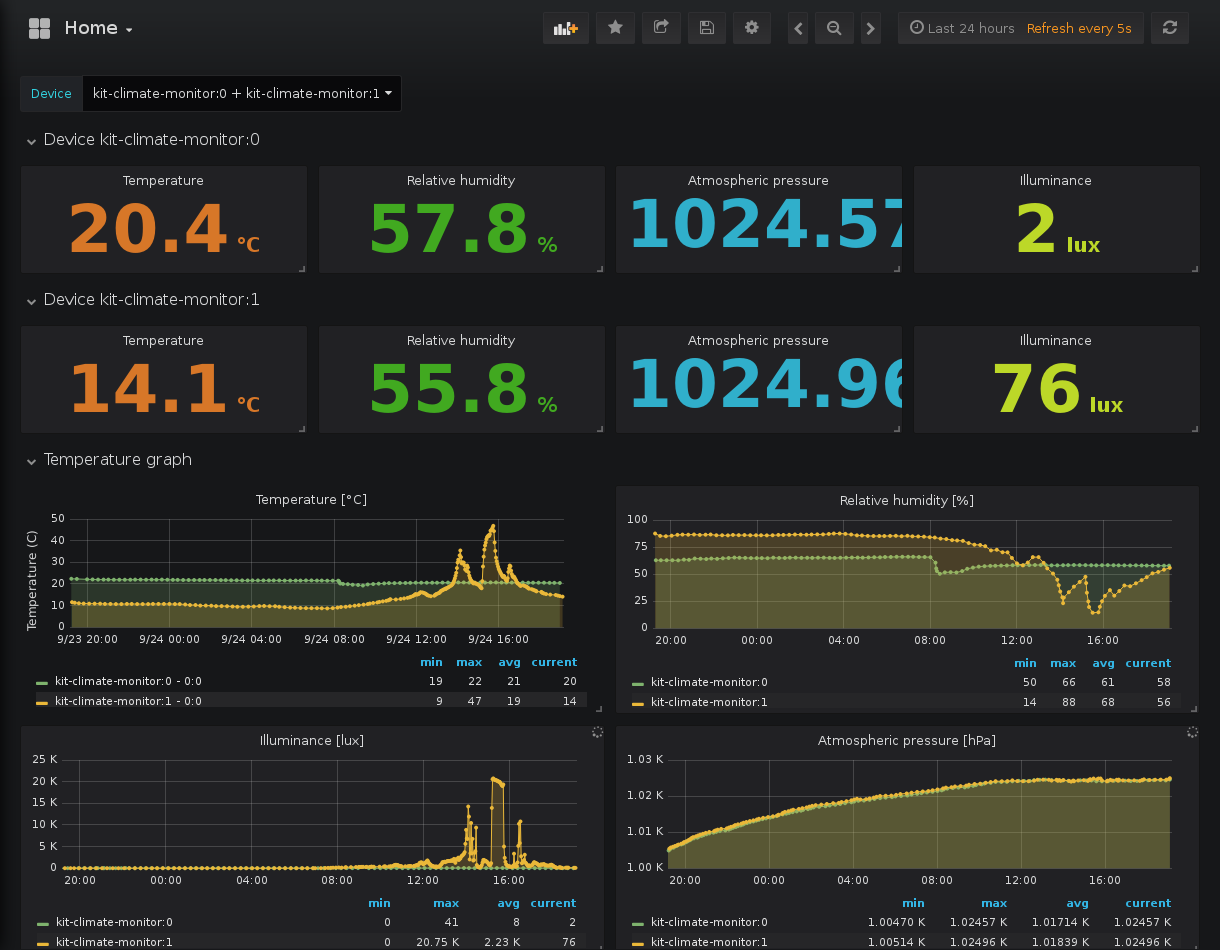 Home
Last 24 hours Refresh every 5s
Device kit-climate-monitor:0 + kit-climate-monitor:1
Device kit-climate-monitor:0
Temperature Relative humidity Atmospheric pressure Illuminance
20.4 °C 57.8 % 1024.57 2 lux
Device kit-climate-monitor:1
Temperature Relative humidity Atmospheric pressure Illuminance
14.1 °C 55.8 % 1024.96 76 lux
Temperature graph
Temperature [°C]
Temperature (C)
50
40
30
20
10
0
9/23 20:00 9/24 00:00 9/24 04:00 9/24 08:00 9/24 12:00 9/24 16:00
min max avg current
kit-climate-monitor:0 - 0:0 19 22 21 20
kit-climate-monitor:1 - 0:0 9 47 19 14
Relative humidity [%]
100
75
50
25
0
20:00 00:00 04:00 08:00 12:00 16:00
min max avg current
kit-climate-monitor:0 50 66 61 58
kit-climate-monitor:1 14 88 68 56
Illuminance [lux]
25 K
20 K
15 K
10 K
5 K
0
20:00 00:00 04:00 08:00 12:00 16:00
min max avg current
kit-climate-monitor:0 0 41 8 2
kit-climate-monitor:1 0 20.75 K 2.23 K 76
Atmospheric pressure [hPa]
1.03 K
1.02 K
1.01 K
1.00 K
20:00 00:00 04:00 08:00 12:00 16:00
min max avg current
kit-climate-monitor:0 1.00470 K 1.02457 K 1.01714 K 1.02457 K
kit-climate-monitor:1 1.00514 K 1.02496 K 1.01839 K 1.02496 K